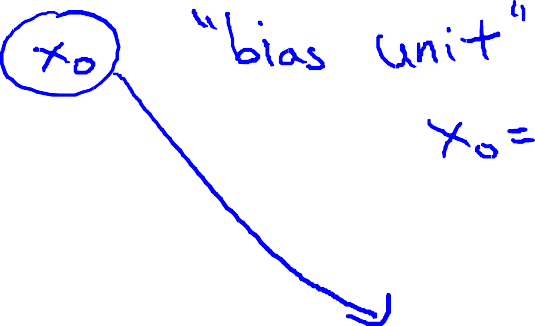 x₀ "bias unit"
x₀ =